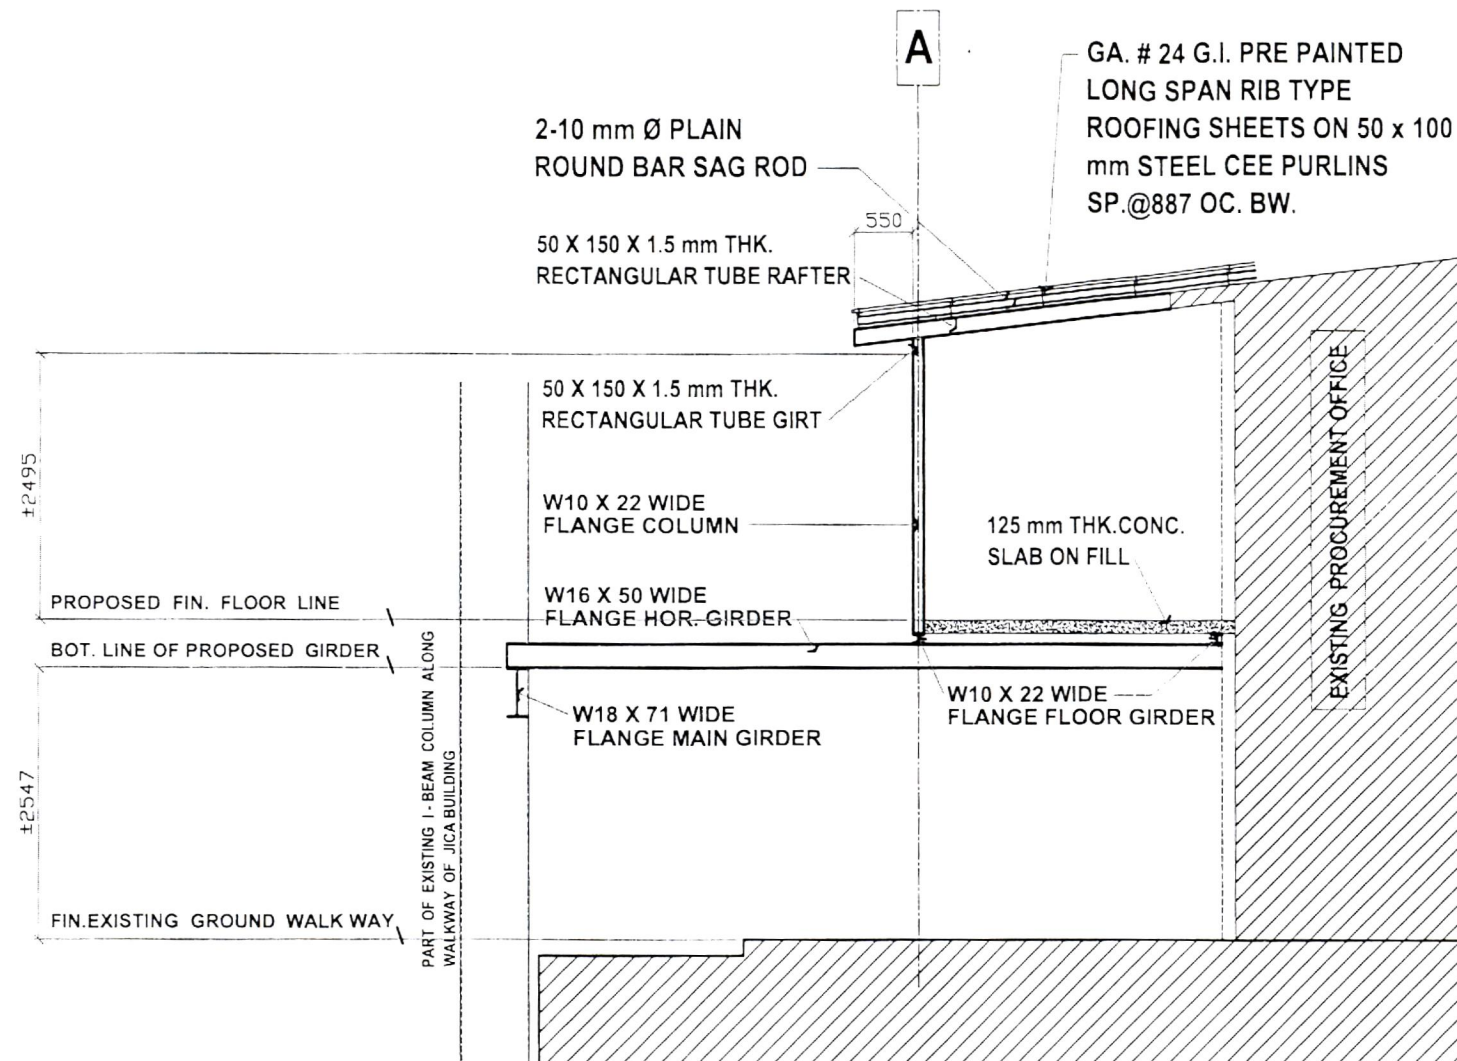 A
GA. # 24 G.I. PRE PAINTED
LONG SPAN RIB TYPE
ROOFING SHEETS ON 50 x 100
mm STEEL CEE PURLINS
SP.@887 OC. BW.
2-10 mm Ø PLAIN
ROUND BAR SAG ROD
550
50 X 150 X 1.5 mm THK.
RECTANGULAR TUBE RAFTER
50 X 150 X 1.5 mm THK.
RECTANGULAR TUBE GIRT
±2495
W10 X 22 WIDE
FLANGE COLUMN
125 mm THK.CONC.
SLAB ON FILL
EXISTING PROCUREMENT OFFICE
PROPOSED FIN. FLOOR LINE
W16 X 50 WIDE
FLANGE HOR. GIRDER
BOT. LINE OF PROPOSED GIRDER
W10 X 22 WIDE
FLANGE FLOOR GIRDER
W18 X 71 WIDE
FLANGE MAIN GIRDER
±2547
PART OF EXISTING I - BEAM COLUMN ALONG
WALKWAY OF JICA BUILDING
FIN.EXISTING GROUND WALK WAY